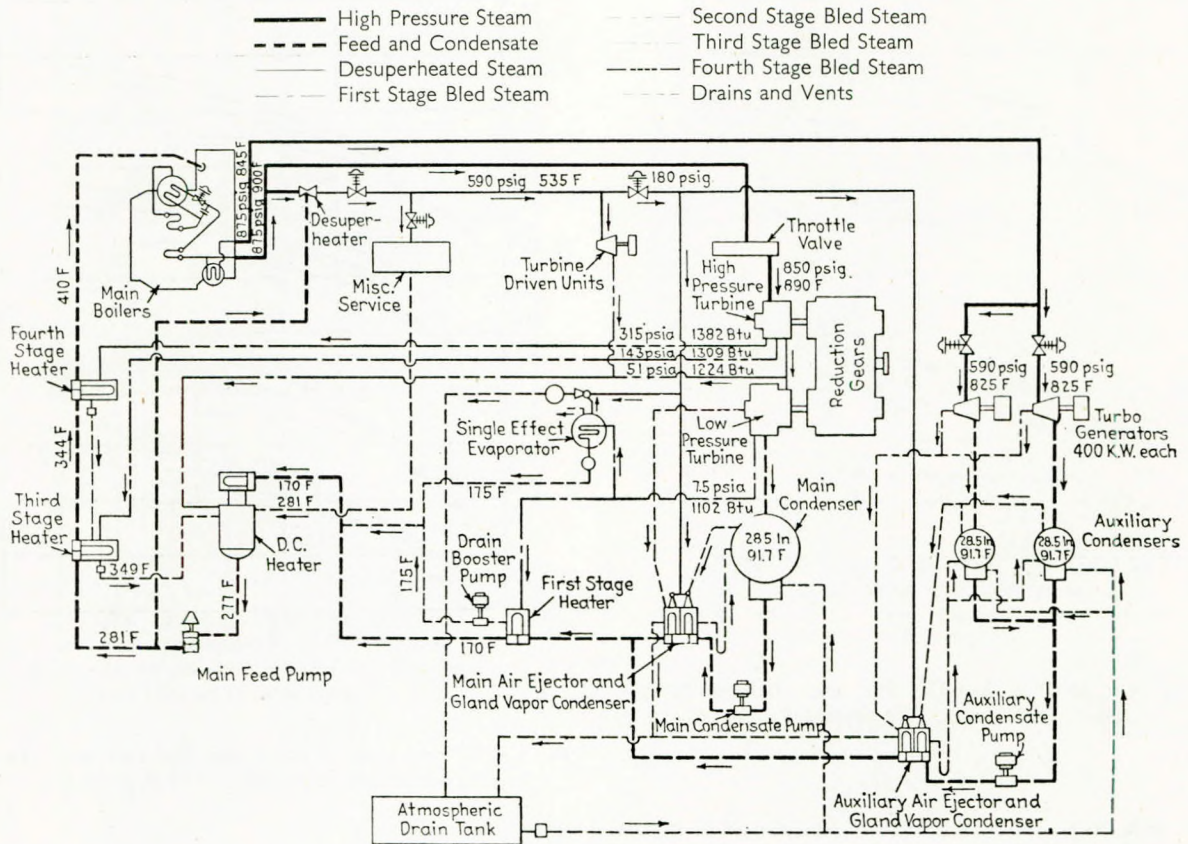 High Pressure Steam
Feed and Condensate
Desuperheated Steam
First Stage Bled Steam
Second Stage Bled Steam
Third Stage Bled Steam
Fourth Stage Bled Steam
Drains and Vents
875 psig 845 F
875 psig 900 F
590 psig 535 F
180 psig.
Desuper-
heater
Main
Boilers
410 F
Misc.
Service
Turbine
Driven Units
Throttle
Valve
High
Pressure
Turbine
850 psig.
890 F
315 psia 1382 Btu
143 psia 1309 Btu
51 psia 1224 Btu
Reduction
Gears
590 psig
825 F
590 psig
825 F
Turbo
Generators
400 K.W. each
Fourth
Stage
Heater
344 F
Single Effect
Evaporator
Low
Pressure
Turbine
170 F
281 F
175 F
7.5 psia
1102 Btu
Main
Condenser
28.5 In
91.7 F
28.5 In
91.7 F
28.5 In
91.7 F
Auxiliary
Condensers
Third
Stage
Heater
349 F
D.C.
Heater
277 F
175 F
Drain
Booster
Pump
First Stage
Heater
281 F
170 F
Main Feed Pump
Main Air Ejector and
Gland Vapor Condenser
Main Condensate Pump
Auxiliary
Condensate
Pump
Atmospheric
Drain Tank
Auxiliary Air Ejector and
Gland Vapor Condenser